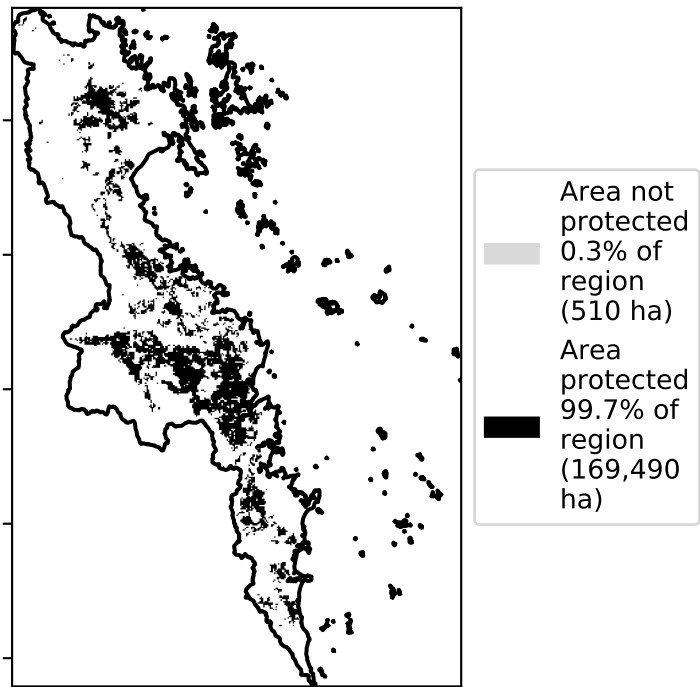 Area not
protected
0.3% of
region
(510 ha)
Area
protected
99.7% of
region
(169,490
ha)